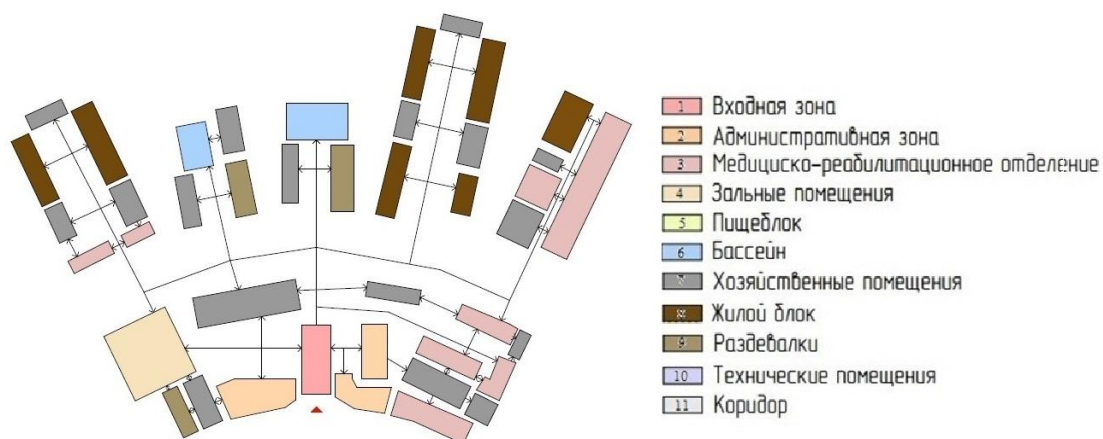 1 Входная зона
2 Административная зона
3 Медициско-реабилитационное отделение
4 Зальные помещения
5 Пищеблок
6 Бассейн
7 Хозяйственные помещения
8 Жилой блок
9 Раздевалки
10 Технические помещения
11 Коридор